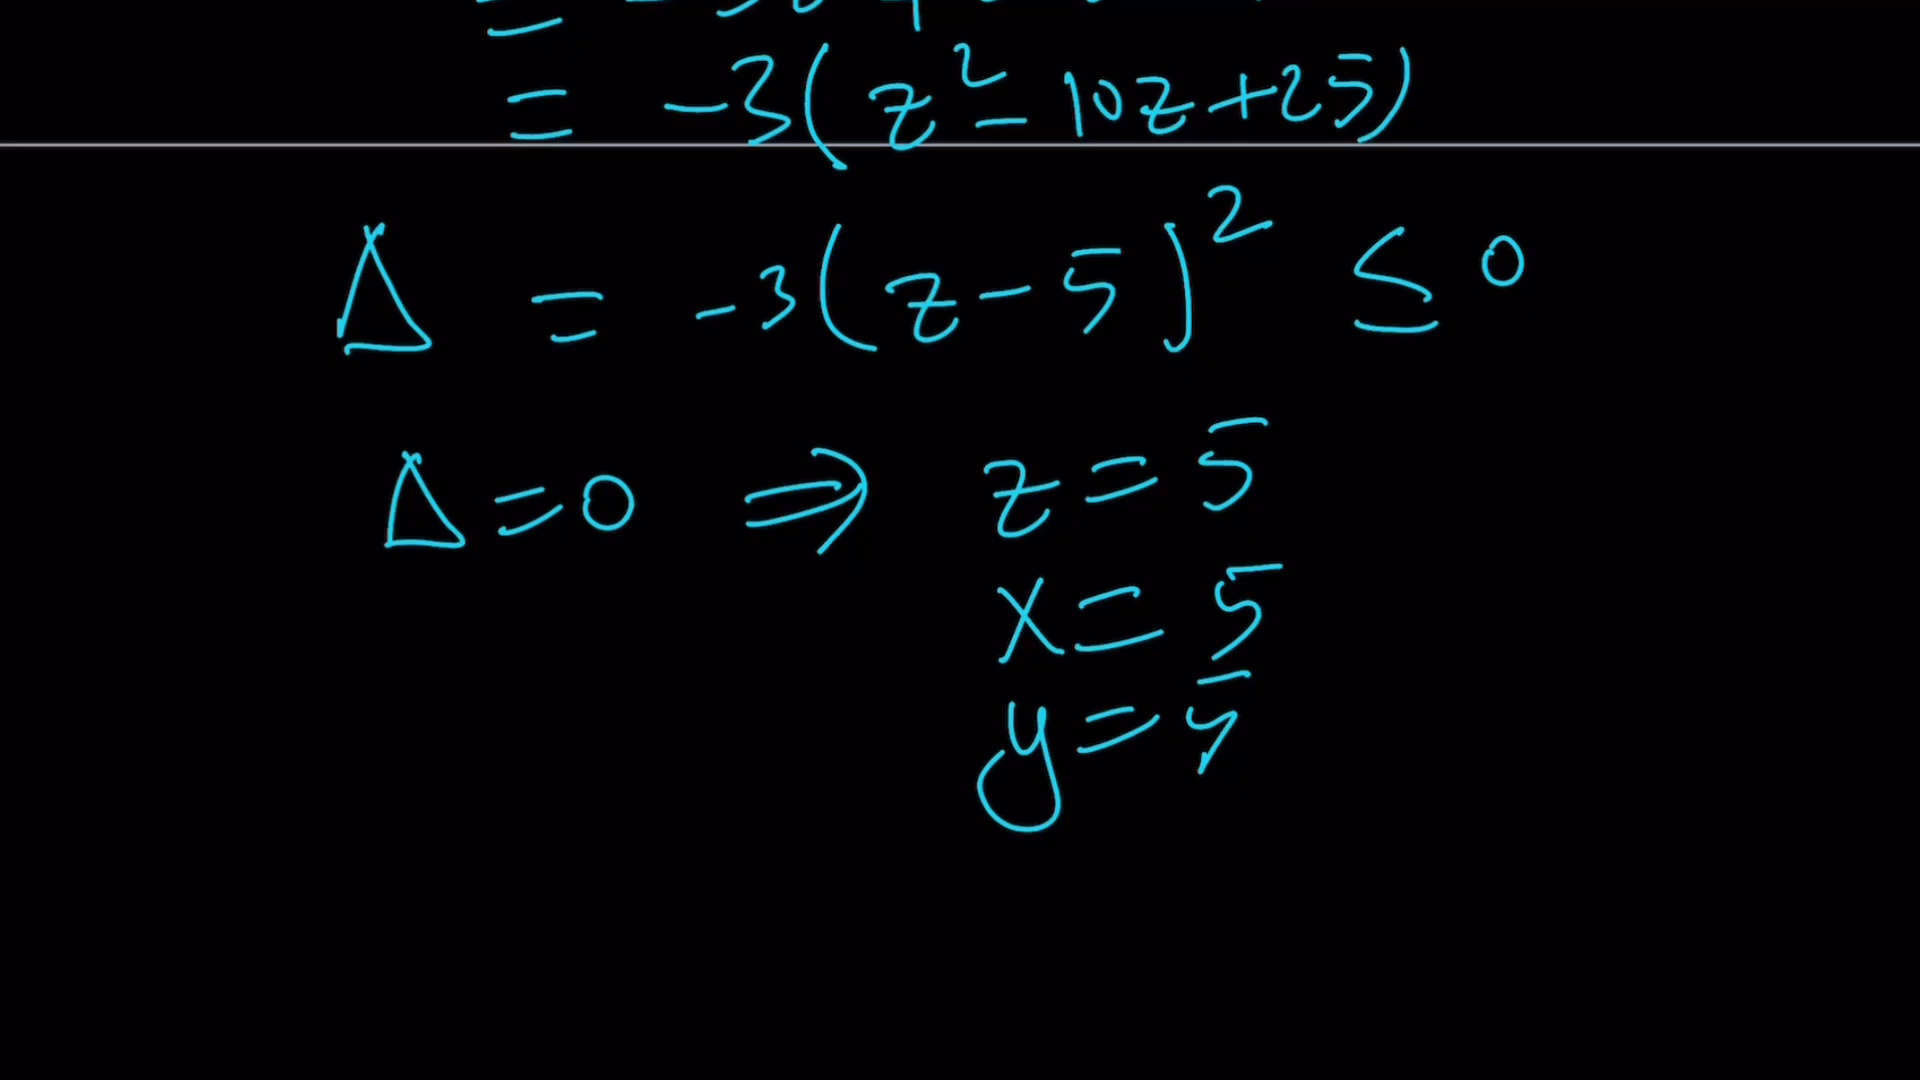 = -3(z² - 10z + 25)
Δ = -3(z - 5)² ≤ 0
Δ = 0 ⇒ z = 5
x = 5
y = 5